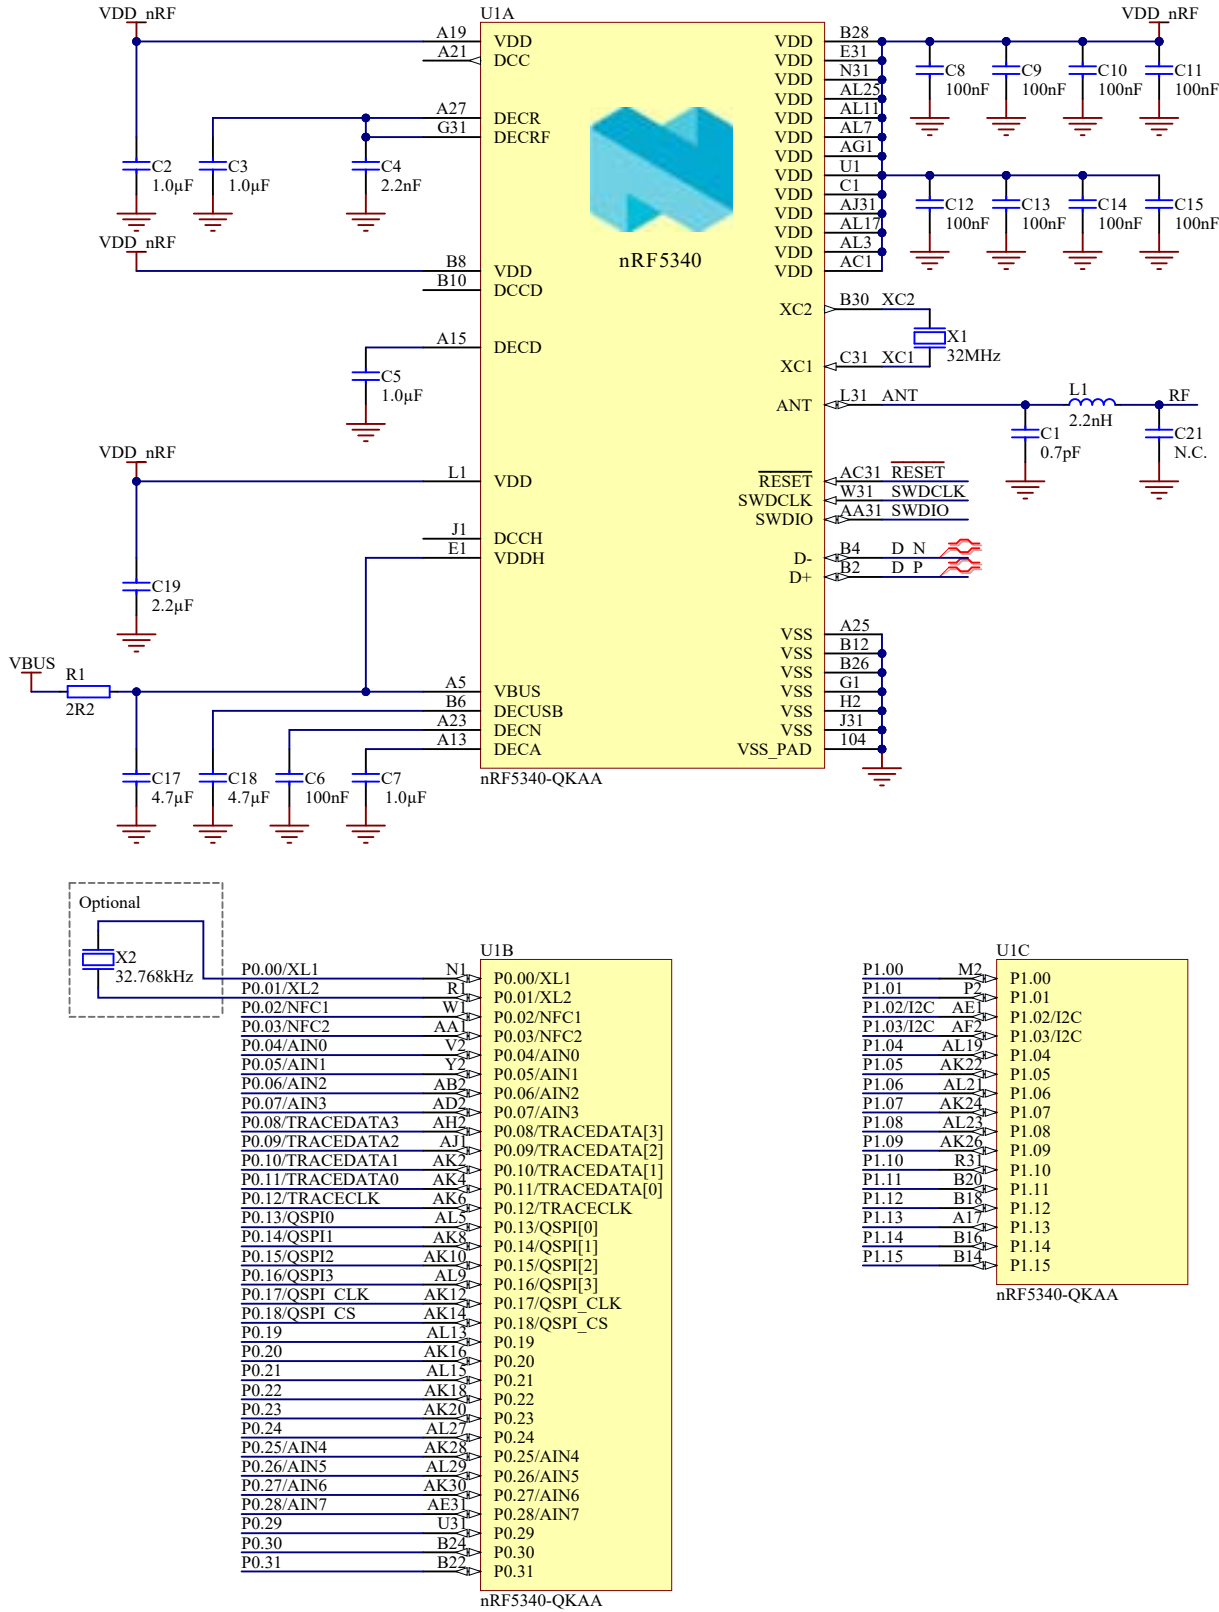 VDD_nRF
U1A
VDD_nRF
A19 VDD
A21 DCC
A27 DECR
G31 DECRF
C2 1.0µF
C3 1.0µF
C4 2.2nF
VDD_nRF
B8 VDD
B10 DCCD
A15 DECD
C5 1.0µF
VDD_nRF
L1 VDD
J1 DCCH
E1 VDDH
C19 2.2µF
VBUS
R1 2R2
A5 VBUS
B6 DECUSB
A23 DECN
A13 DECA
C17 4.7µF
C18 4.7µF
C6 100nF
C7 1.0µF
nRF5340
VDD B28
VDD E31
VDD N31
VDD AL25
VDD AL11
VDD AL7
VDD AG1
VDD U1
VDD C1
VDD AJ31
VDD AL17
VDD AL3
VDD AC1
C8 100nF
C9 100nF
C10 100nF
C11 100nF
C12 100nF
C13 100nF
C14 100nF
C15 100nF
XC2 B30 XC2
X1 32MHz
XC1 C31 XC1
ANT L31 ANT
L1 2.2nH
RF
C1 0.7pF
C21 N.C.
RESET AC31 RESET
SWDCLK W31 SWDCLK
SWDIO AA31 SWDIO
D- B4 D_N
D+ B2 D_P
VSS A25
VSS B12
VSS B26
VSS G1
VSS H2
VSS J31
VSS_PAD 104
nRF5340-QKAA
Optional
X2 32.768kHz
U1B
P0.00/XL1 N1 P0.00/XL1
P0.01/XL2 R1 P0.01/XL2
P0.02/NFC1 W1 P0.02/NFC1
P0.03/NFC2 AA1 P0.03/NFC2
P0.04/AIN0 V2 P0.04/AIN0
P0.05/AIN1 Y2 P0.05/AIN1
P0.06/AIN2 AB2 P0.06/AIN2
P0.07/AIN3 AD2 P0.07/AIN3
P0.08/TRACEDATA3 AH2 P0.08/TRACEDATA[3]
P0.09/TRACEDATA2 AJ1 P0.09/TRACEDATA[2]
P0.10/TRACEDATA1 AK2 P0.10/TRACEDATA[1]
P0.11/TRACEDATA0 AK4 P0.11/TRACEDATA[0]
P0.12/TRACECLK AK6 P0.12/TRACECLK
P0.13/QSPI0 AL5 P0.13/QSPI[0]
P0.14/QSPI1 AK8 P0.14/QSPI[1]
P0.15/QSPI2 AK10 P0.15/QSPI[2]
P0.16/QSPI3 AL9 P0.16/QSPI[3]
P0.17/QSPI_CLK AK12 P0.17/QSPI_CLK
P0.18/QSPI_CS AK14 P0.18/QSPI_CS
P0.19 AL13 P0.19
P0.20 AK16 P0.20
P0.21 AL15 P0.21
P0.22 AK18 P0.22
P0.23 AK20 P0.23
P0.24 AL27 P0.24
P0.25/AIN4 AK28 P0.25/AIN4
P0.26/AIN5 AL29 P0.26/AIN5
P0.27/AIN6 AK30 P0.27/AIN6
P0.28/AIN7 AE31 P0.28/AIN7
P0.29 U31 P0.29
P0.30 B24 P0.30
P0.31 B22 P0.31
nRF5340-QKAA
U1C
P1.00 M2 P1.00
P1.01 P2 P1.01
P1.02/I2C AE1 P1.02/I2C
P1.03/I2C AF2 P1.03/I2C
P1.04 AL19 P1.04
P1.05 AK22 P1.05
P1.06 AL21 P1.06
P1.07 AK24 P1.07
P1.08 AL23 P1.08
P1.09 AK26 P1.09
P1.10 R31 P1.10
P1.11 B20 P1.11
P1.12 B18 P1.12
P1.13 A17 P1.13
P1.14 B16 P1.14
P1.15 B14 P1.15
nRF5340-QKAA